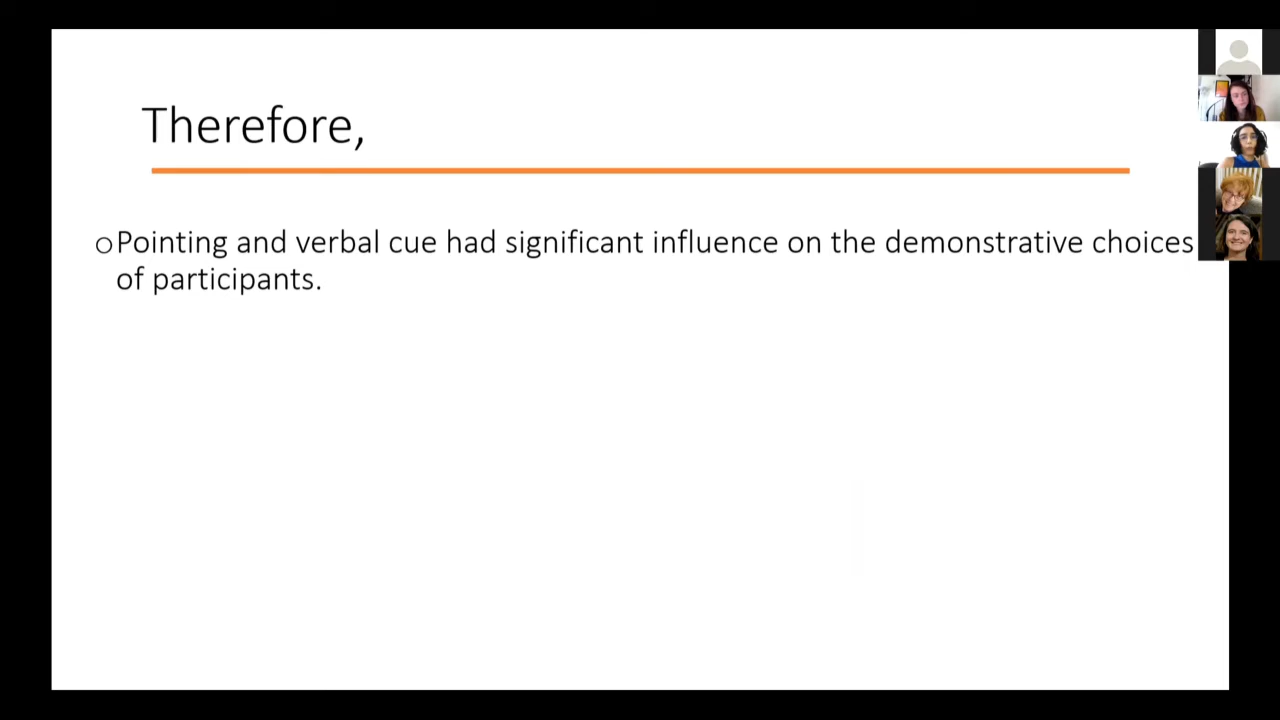 Therefore,
○Pointing and verbal cue had significant influence on the demonstrative choices
of participants.